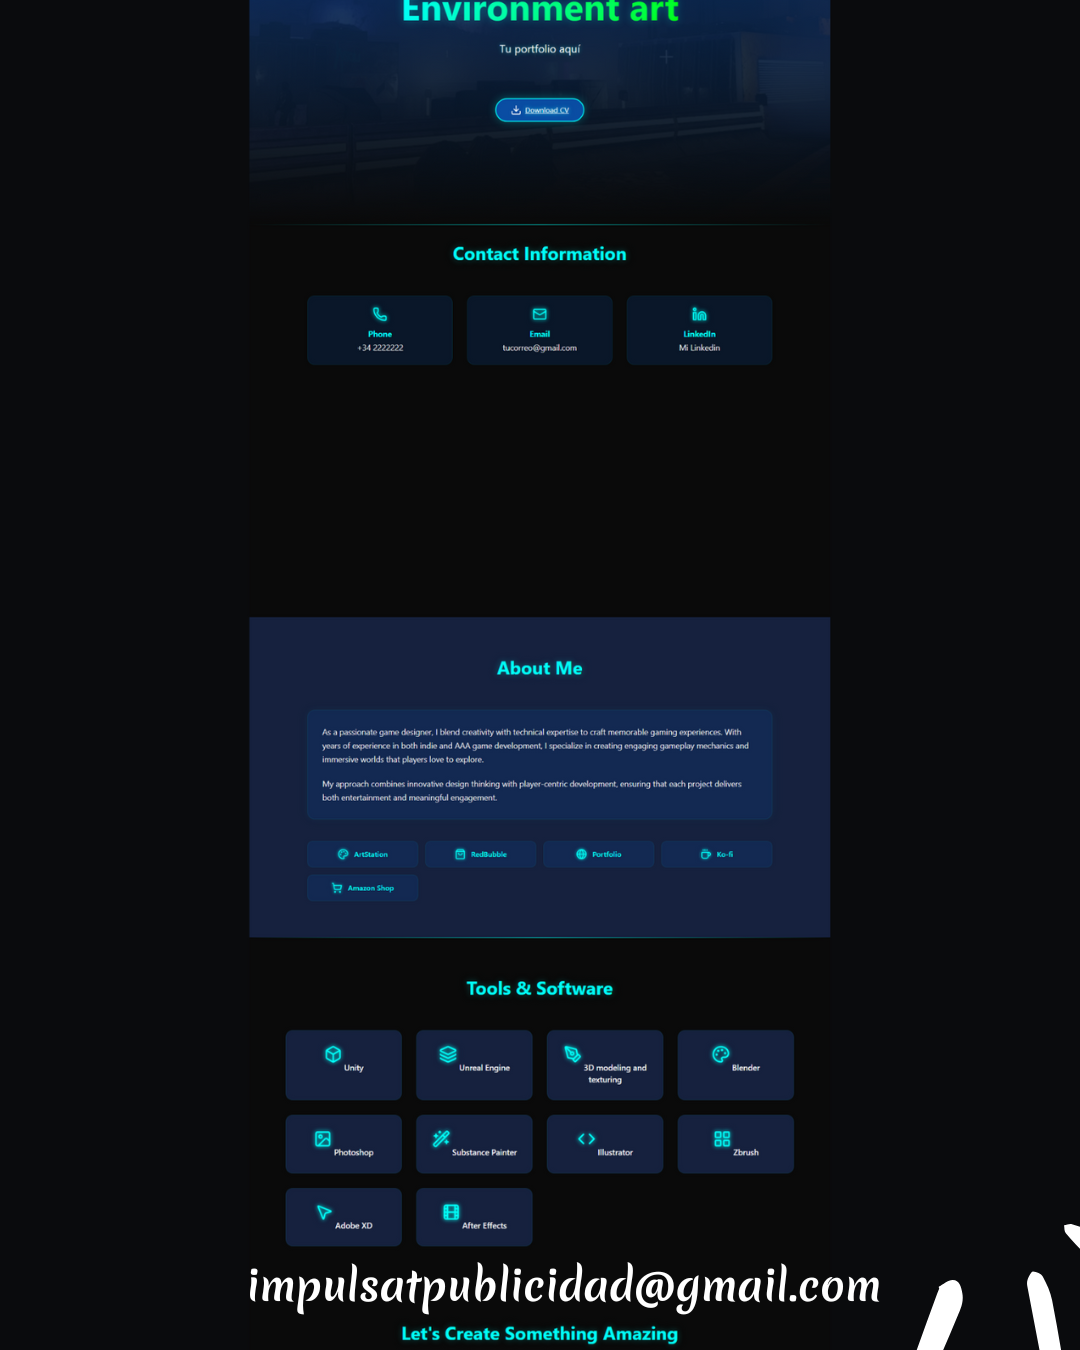 Environment art
Tu portfolio aquí
Download CV
Contact Information
Phone
+34 2222222
Email
tucorreo@gmail.com
LinkedIn
Mi Linkedin
About Me
As a passionate game designer, I blend creativity with technical expertise to craft memorable gaming experiences. With
years of experience in both indie and AAA game development, I specialize in creating engaging gameplay mechanics and
immersive worlds that players love to explore.
My approach combines innovative design thinking with player-centric development, ensuring that each project delivers
both entertainment and meaningful engagement.
ArtStation
RedBubble
Portfolio
Ko-fi
Amazon Shop
Tools & Software
Unity
Unreal Engine
3D modeling and
texturing
Blender
Photoshop
Substance Painter
Illustrator
Zbrush
Adobe XD
After Effects
impulsatpublicidad@gmail.com
Let's Create Something Amazing